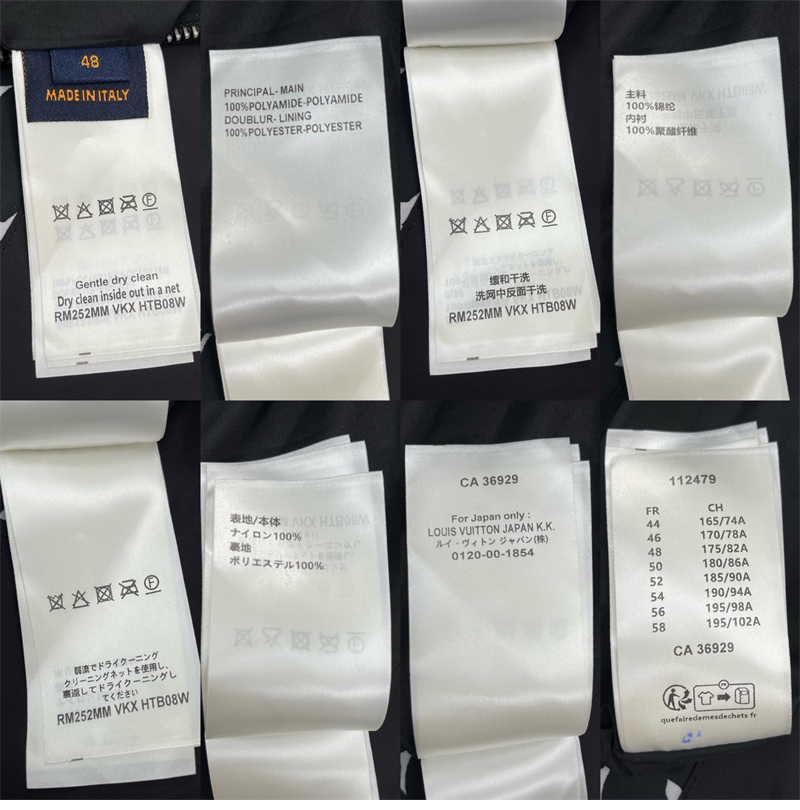 48
MADE IN ITALY
Gentle dry clean
Dry clean inside out in a net
RM252MM VKX HTB08W
PRINCIPAL- MAIN
100%POLYAMIDE-POLYAMIDE
DOUBLUR- LINING
100%POLYESTER-POLYESTER
缓和干洗
洗网中反面干洗
RM252MM VKX HTB08W
主料
100%锦纶
内衬
100%聚酯纤维
弱流でドライクーニング
クリーニングネットを使用し、
裏返してドライクーニングし
てください
RM252MM VKX HTB08W
表地/本体
ナイロン100%
裏地
ポリエステル100%
CA 36929
For Japan only :
LOUIS VUITTON JAPAN K.K.
ルイ・ヴィトン ジャパン(株)
0120-00-1854
112479
FR CH
44 165/74A
46 170/78A
48 175/82A
50 180/86A
52 185/90A
54 190/94A
56 195/98A
58 195/102A
CA 36929
quefairedemexdechets.fr